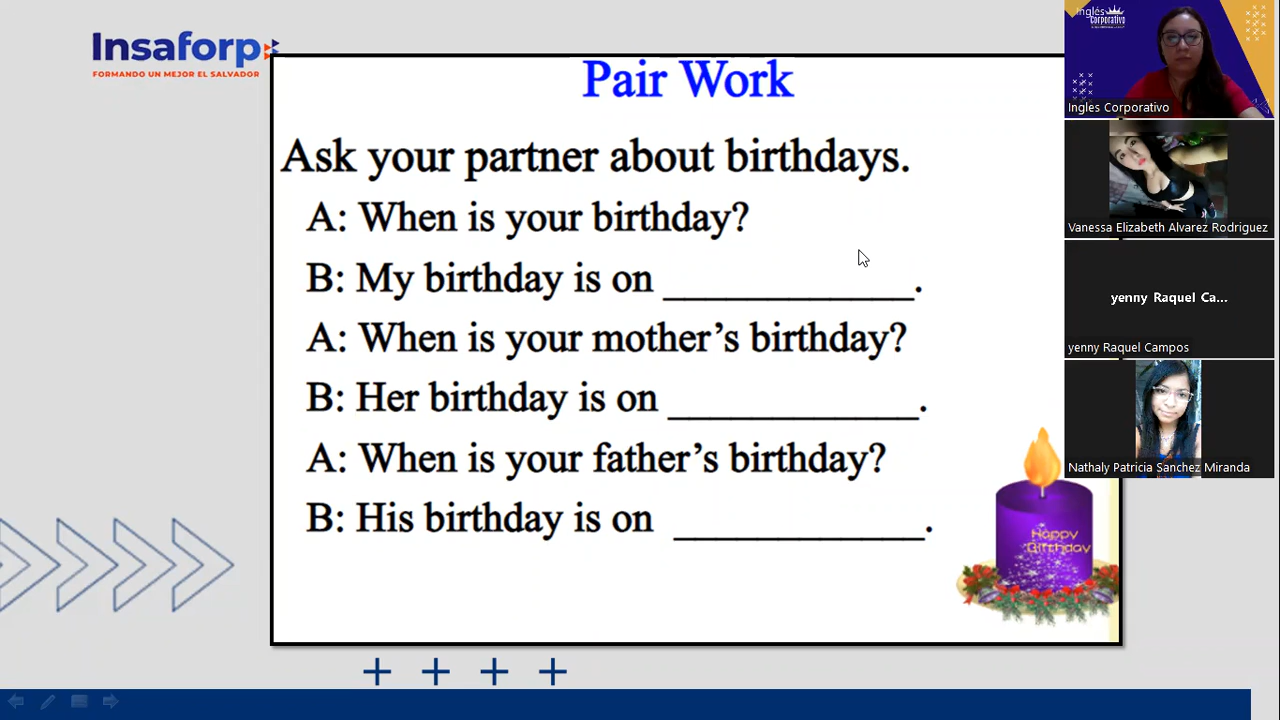 Insaforp
FORMANDO UN MEJOR EL SALVADOR
Pair Work
Ask your partner about birthdays.
A: When is your birthday?
B: My birthday is on ____________.
A: When is your mother’s birthday?
B: Her birthday is on ____________.
A: When is your father’s birthday?
B: His birthday is on ____________.
Happy
Birthday
Inglés
Corporativo
Ingles Corporativo
Vanessa Elizabeth Alvarez Rodriguez
yenny Raquel Ca...
yenny Raquel Campos
Nathaly Patricia Sanchez Miranda